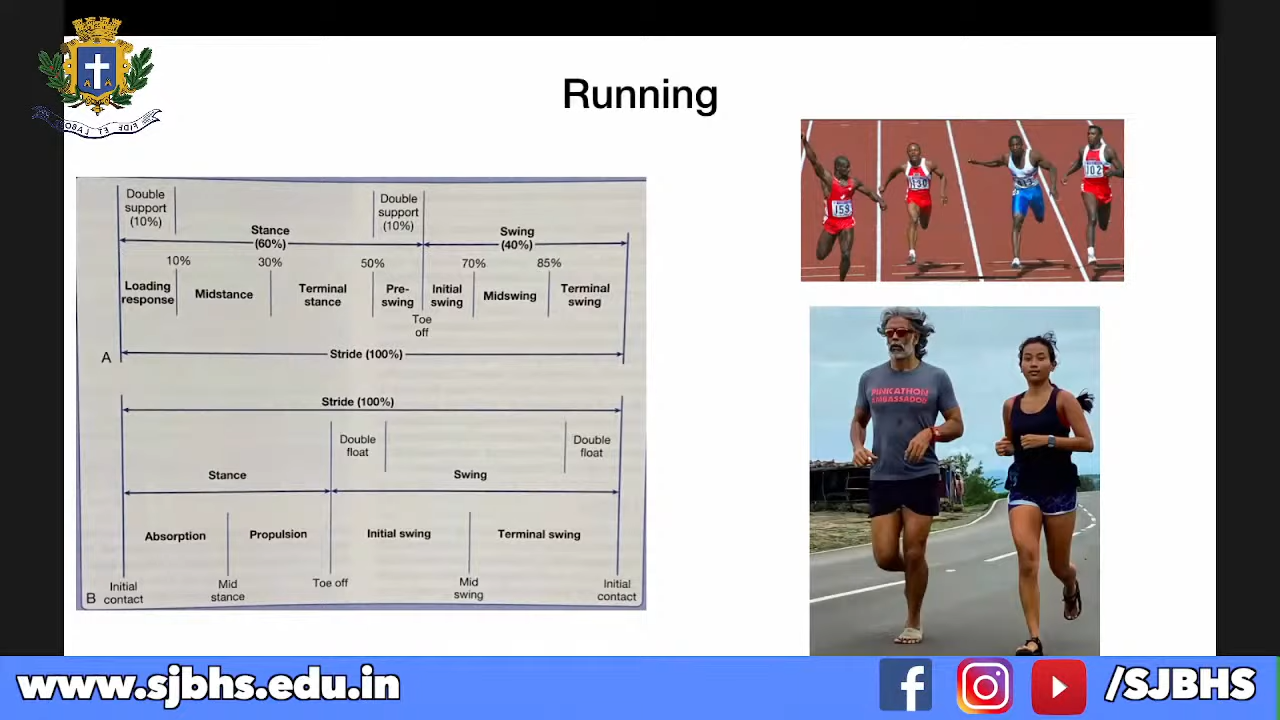 Running
Double
support
(10%)
Double
support
(10%)
Stance
(60%)
Swing
(40%)
10%
30%
50%
70%
85%
Loading
response
Midstance
Terminal
stance
Pre-
swing
Initial
swing
Midswing
Terminal
swing
Toe
off
A
Stride (100%)
Stride (100%)
Double
float
Double
float
Stance
Swing
Absorption
Propulsion
Initial swing
Terminal swing
B
Initial
contact
Mid
stance
Toe off
Mid
swing
Initial
contact
159
130
102
PINKATHON
AMBASSADOR
www.sjbhs.edu.in
/SJBHS